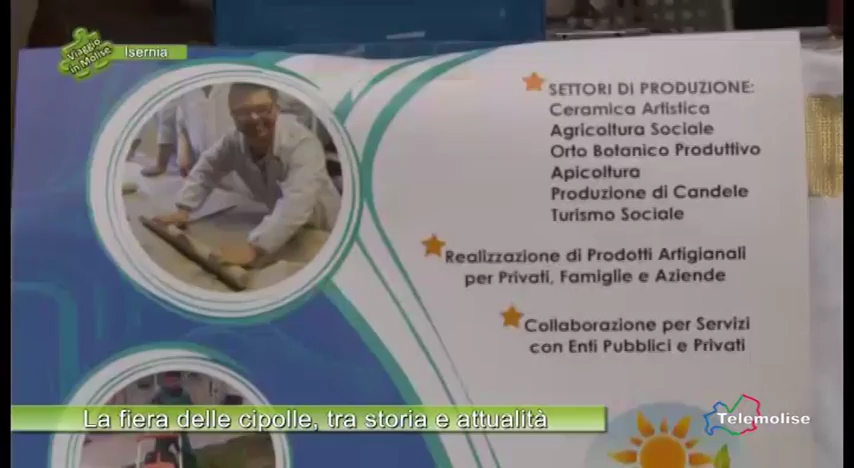 Viaggio
in Molise
Isernia
SETTORI DI PRODUZIONE:
Ceramica Artistica
Agricoltura Sociale
Orto Botanico Produttivo
Apicoltura
Produzione di Candele
Turismo Sociale
Realizzazione di Prodotti Artigianali
per Privati, Famiglie e Aziende
Collaborazione per Servizi
con Enti Pubblici e Privati
La fiera delle cipolle, tra storia e attualità
Telemolise